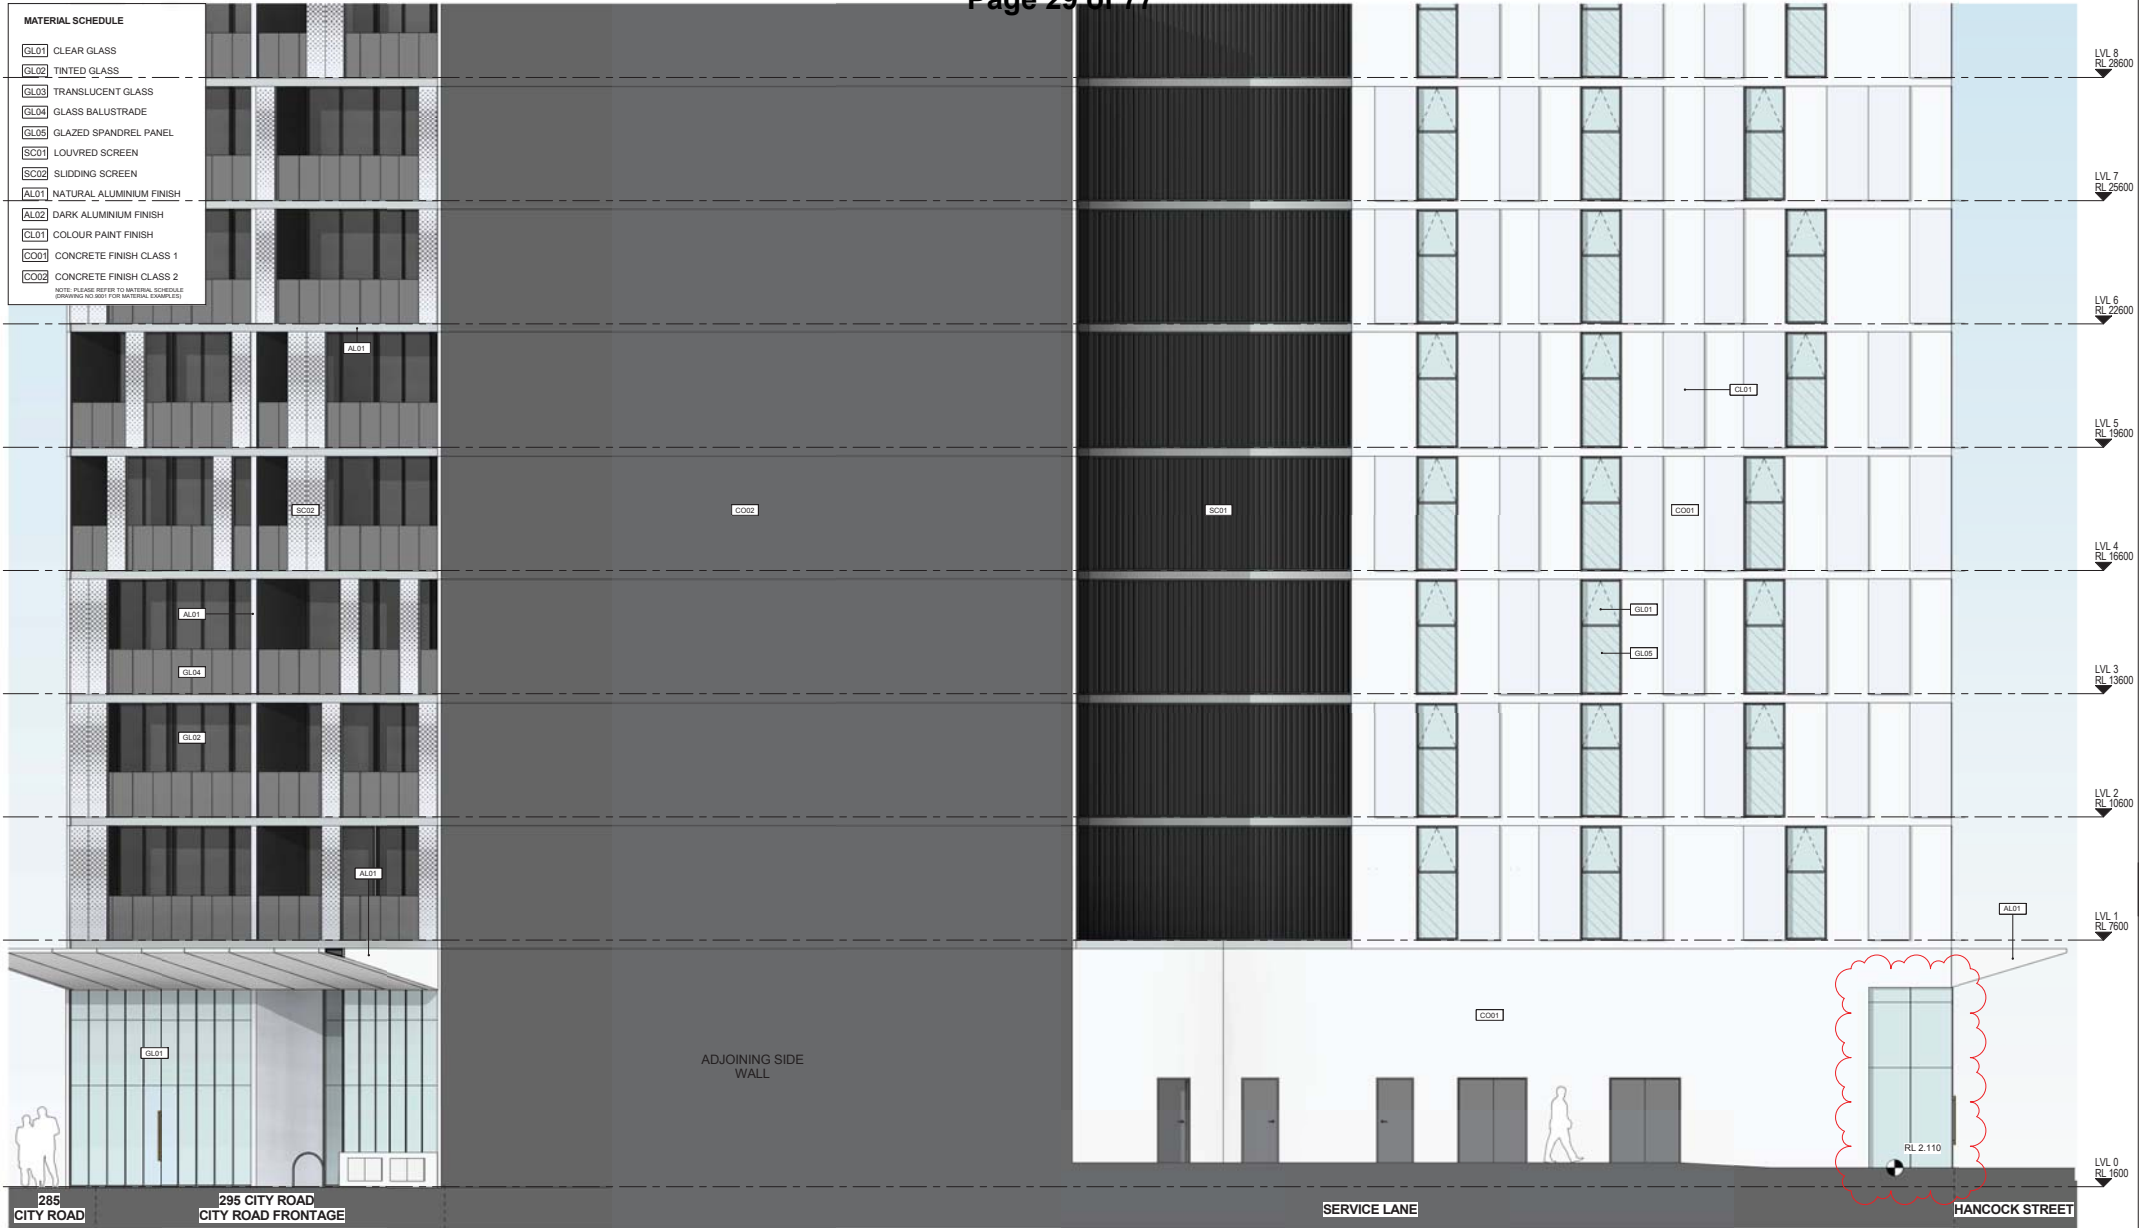 Page 29 of 77
MATERIAL SCHEDULE
GL01 CLEAR GLASS
GL02 TINTED GLASS
GL03 TRANSLUCENT GLASS
GL04 GLASS BALUSTRADE
GL05 GLAZED SPANDREL PANEL
SC01 LOUVRED SCREEN
SC02 SLIDDING SCREEN
AL01 NATURAL ALUMINIUM FINISH
AL02 DARK ALUMINIUM FINISH
CL01 COLOUR PAINT FINISH
CO01 CONCRETE FINISH CLASS 1
CO02 CONCRETE FINISH CLASS 2
NOTE: PLEASE REFER TO MATERIAL SCHEDULE
(DRAWING NO.9001 FOR MATERIAL EXAMPLES)
LVL 8
RL 28600
LVL 7
RL 25600
LVL 6
RL 22600
AL01
CL01
LVL 5
RL 19600
SC02
CO02
SC01
CO01
LVL 4
RL 16600
AL01
GL01
GL05
GL04
LVL 3
RL 13600
GL02
LVL 2
RL 10600
AL01
AL01
LVL 1
RL 7600
CO01
GL01
ADJOINING SIDE
WALL
RL 2.110
LVL 0
RL 1600
285
CITY ROAD
295 CITY ROAD
CITY ROAD FRONTAGE
SERVICE LANE
HANCOCK STREET